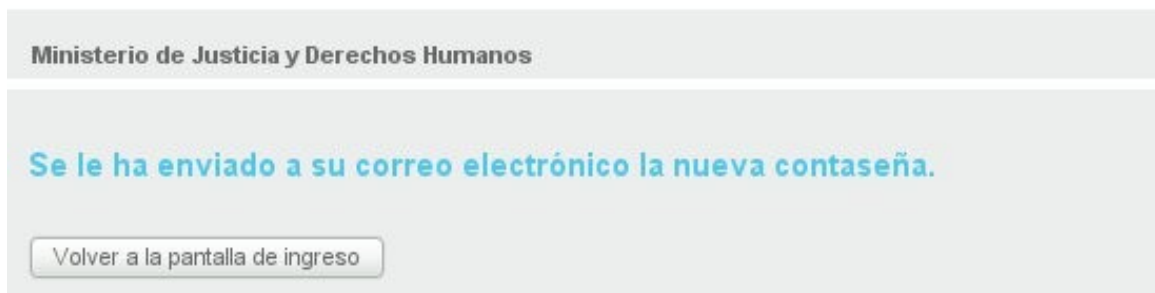 Ministerio de Justicia y Derechos Humanos
Se le ha enviado a su correo electrónico la nueva contaseña.
Volver a la pantalla de ingreso